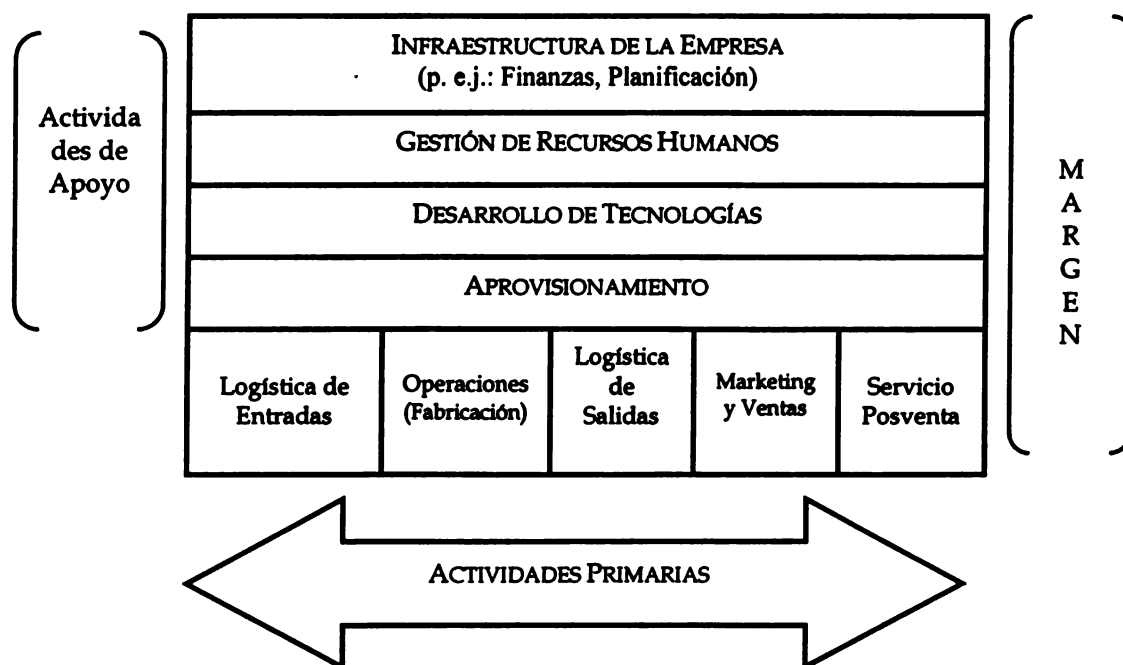 INFRAESTRUCTURA DE LA EMPRESA
(p. e.j.: Finanzas, Planificación)
Activida
des de
Apoyo
GESTIÓN DE RECURSOS HUMANOS
DESARROLLO DE TECNOLOGÍAS
APROVISIONAMIENTO
Logística de
Entradas
Operaciones
(Fabricación)
Logística
de
Salidas
Marketing
y Ventas
Servicio
Posventa
M
A
R
G
E
N
ACTIVIDADES PRIMARIAS